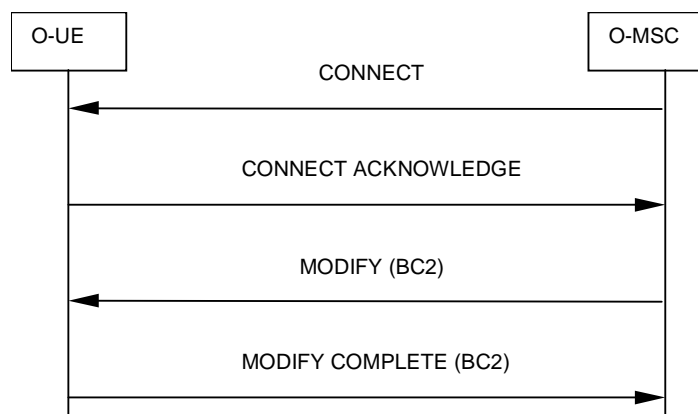 O-UE
O-MSC
CONNECT
CONNECT ACKNOWLEDGE
MODIFY (BC2)
MODIFY COMPLETE (BC2)